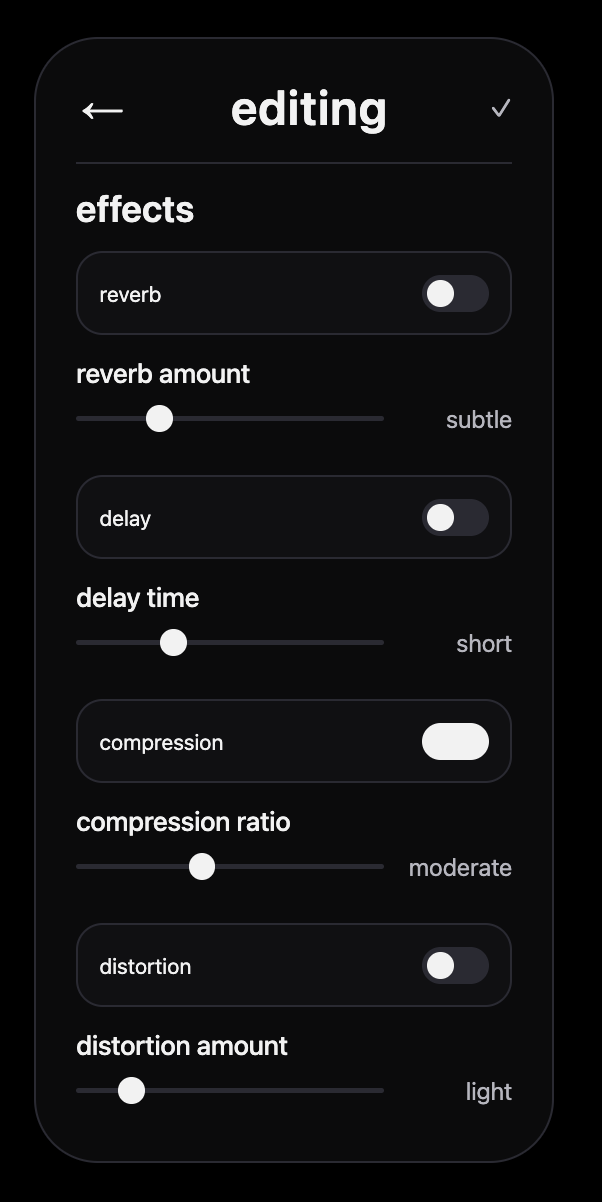 editing
effects
reverb
reverb amount
subtle
delay
delay time
short
compression
compression ratio
moderate
distortion
distortion amount
light